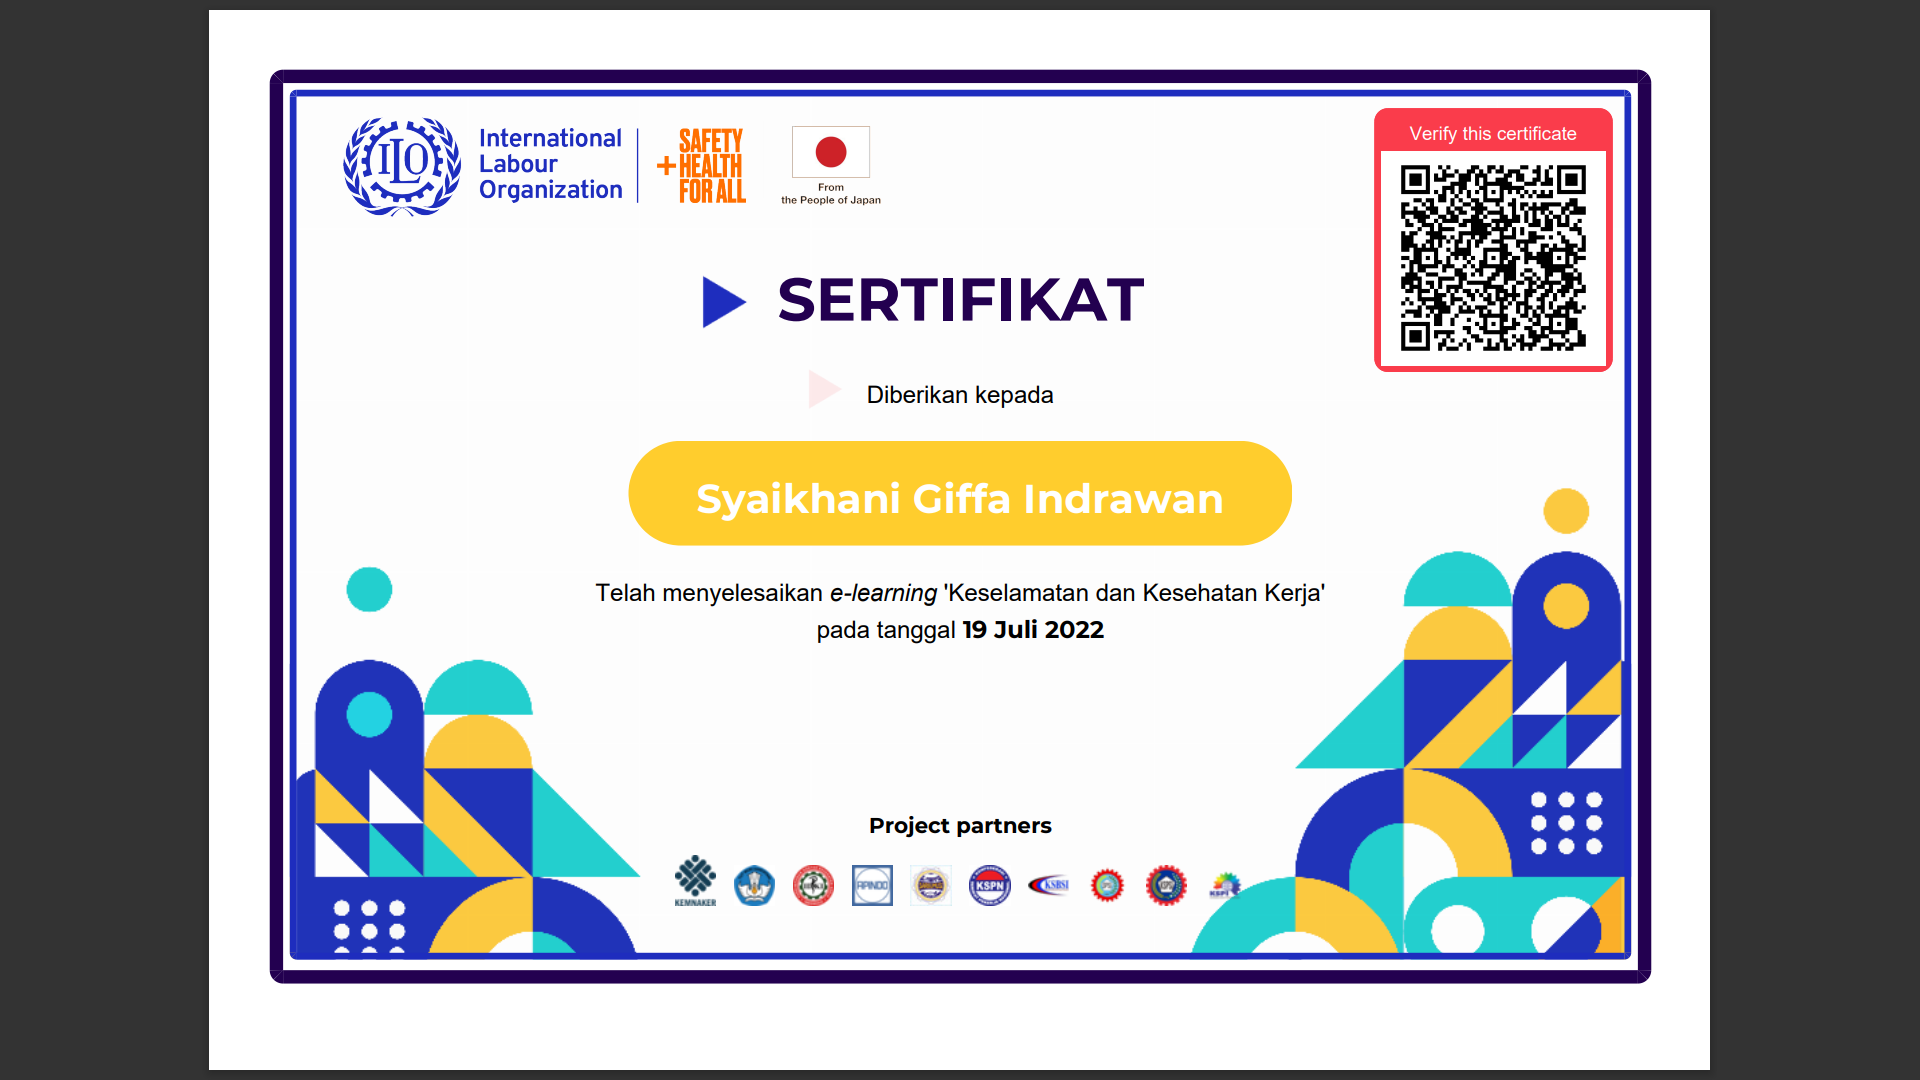 ILO
International
Labour
Organization
+ SAFETY
HEALTH
FOR ALL
From
the People of Japan
Verify this certificate
SERTIFIKAT
Diberikan kepada
Syaikhani Giffa Indrawan
Telah menyelesaikan e-learning 'Keselamatan dan Kesehatan Kerja'
pada tanggal 19 Juli 2022
Project partners
KEMNAKER
APINDO
KSPN
KSBSI
KSPI